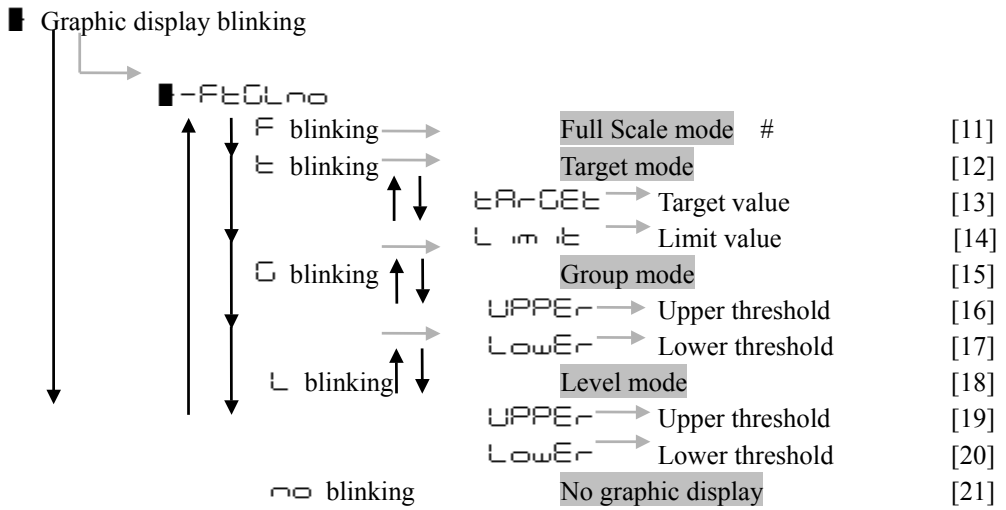 Graphic display blinking
-FtGLno
F blinking Full Scale mode # [11]
t blinking Target mode [12]
tArGEt Target value [13]
Limit Limit value [14]
G blinking Group mode [15]
UPPEr Upper threshold [16]
LowEr Lower threshold [17]
L blinking Level mode [18]
UPPEr Upper threshold [19]
LowEr Lower threshold [20]
no blinking No graphic display [21]